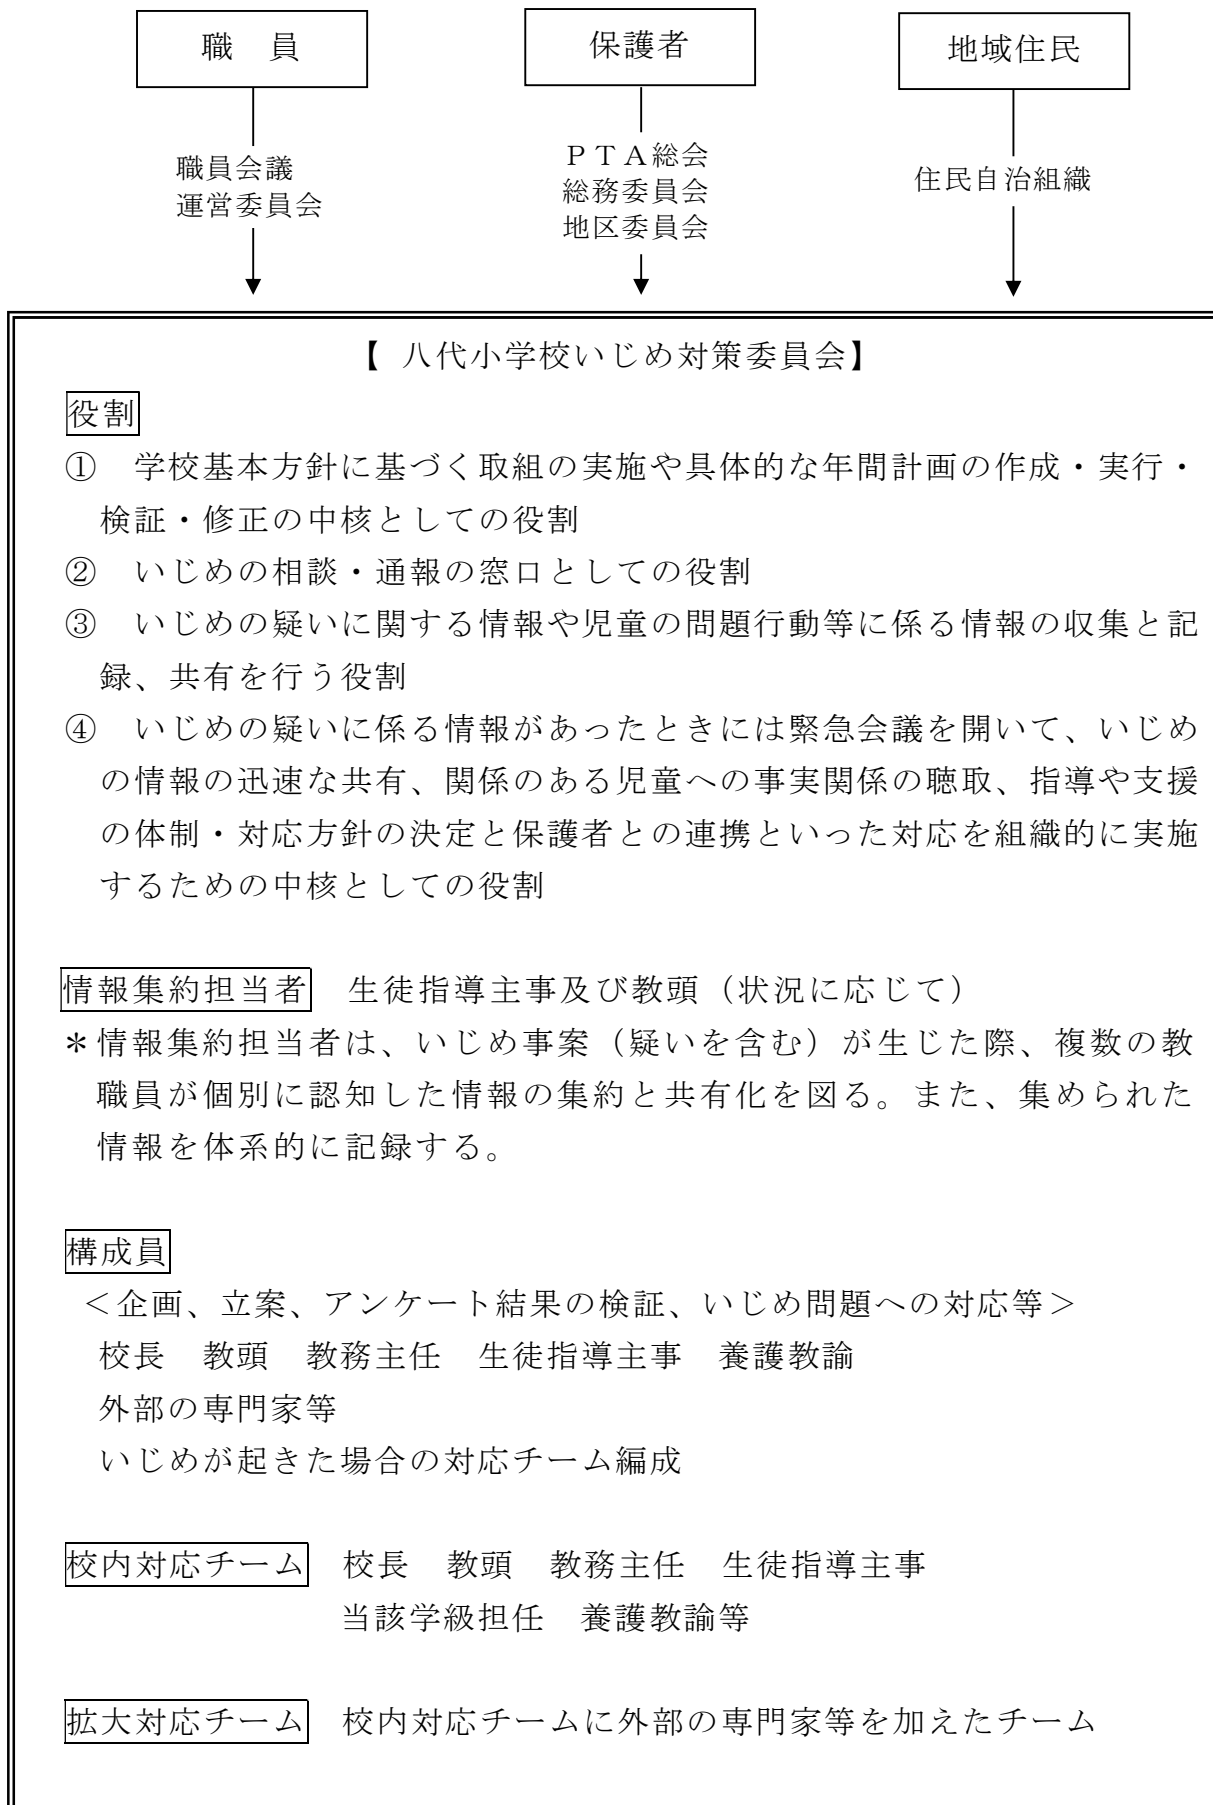 職　員
保護者
地域住民
職員会議
運営委員会
ＰＴＡ総会
総務委員会
地区委員会
住民自治組織
【 八代小学校いじめ対策委員会】
役割
①　学校基本方針に基づく取組の実施や具体的な年間計画の作成・実行・
検証・修正の中核としての役割
②　いじめの相談・通報の窓口としての役割
③　いじめの疑いに関する情報や児童の問題行動等に係る情報の収集と記
録、共有を行う役割
④　いじめの疑いに係る情報があったときには緊急会議を開いて、いじめ
の情報の迅速な共有、関係のある児童への事実関係の聴取、指導や支援
の体制・対応方針の決定と保護者との連携といった対応を組織的に実施
するための中核としての役割
情報集約担当者　生徒指導主事及び教頭（状況に応じて）
＊情報集約担当者は、いじめ事案（疑いを含む）が生じた際、複数の教
職員が個別に認知した情報の集約と共有化を図る。また、集められた
情報を体系的に記録する。
構成員
＜企画、立案、アンケート結果の検証、いじめ問題への対応等＞
校長　教頭　教務主任　生徒指導主事　養護教諭
外部の専門家等
いじめが起きた場合の対応チーム編成
校内対応チーム　校長　教頭　教務主任　生徒指導主事
当該学級担任　養護教諭等
拡大対応チーム　校内対応チームに外部の専門家等を加えたチーム